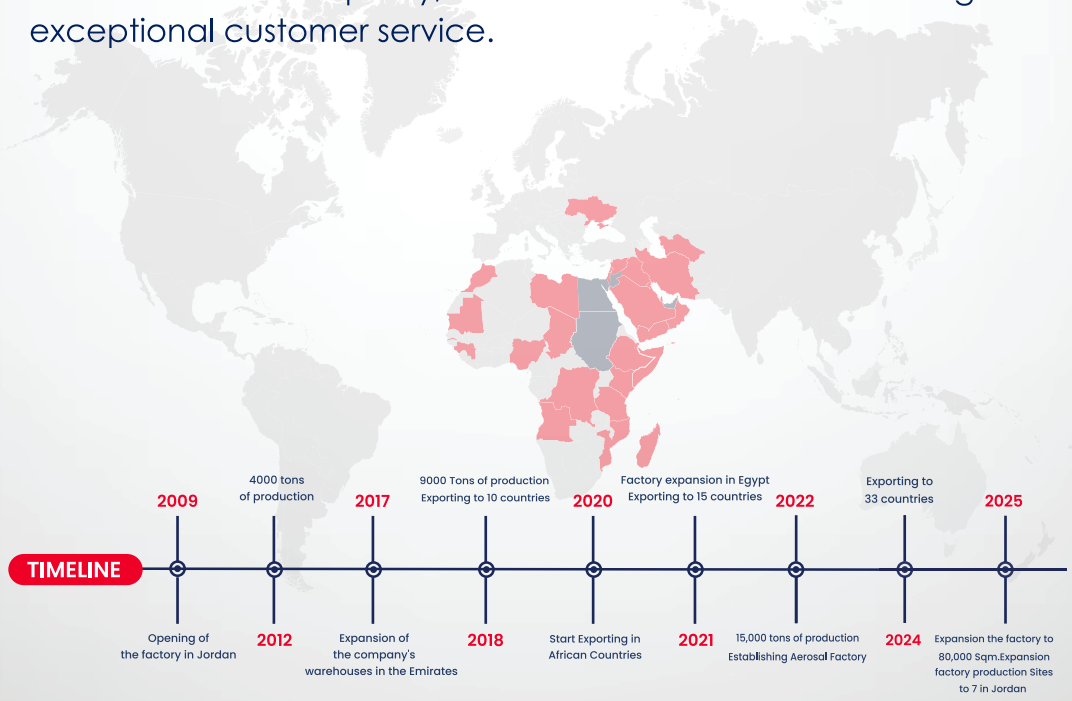 exceptional customer service.
TIMELINE
2009
Opening of
the factory in Jordan
4000 tons
of production
2012
2017
Expansion of
the company's
warehouses in the Emirates
9000 Tons of production
Exporting to 10 countries
2018
2020
Start Exporting in
African Countries
Factory expansion in Egypt
Exporting to 15 countries
2021
2022
15,000 tons of production
Establishing Aerosal Factory
Exporting to
33 countries
2024
2025
Expansion the factory to
80,000 Sqm.Expansion
factory production Sites
to 7 in Jordan